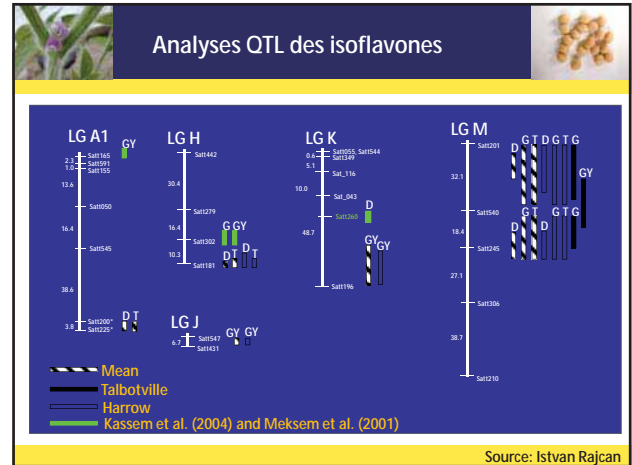 Analyses QTL des isoflavones
LG A1
GY
2.3
1.0
13.6
16.4
38.6
3.8
Satt165
Satt591
Satt155
Satt050
Satt545
Satt200*
Satt225*
D T
LG H
30.4
16.4
10.3
Satt442
Satt279
Satt302
Satt181
G GY
D T D T
LG J
6.7
Satt547
Satt431
GY GY
LG K
0.6
5.1
10.0
48.7
Satt055, Satt544
Satt349
Sat_116
Sat_043
Satt260
Satt196
D
GY GY
LG M
32.1
18.4
27.1
38.7
Satt201
Satt540
Satt245
Satt306
Satt210
D G T D G T G
GY
D G T D G T G
Mean
Talbotville
Harrow
Kassem et al. (2004) and Meksem et al. (2001)
Source: Istvan Rajcan